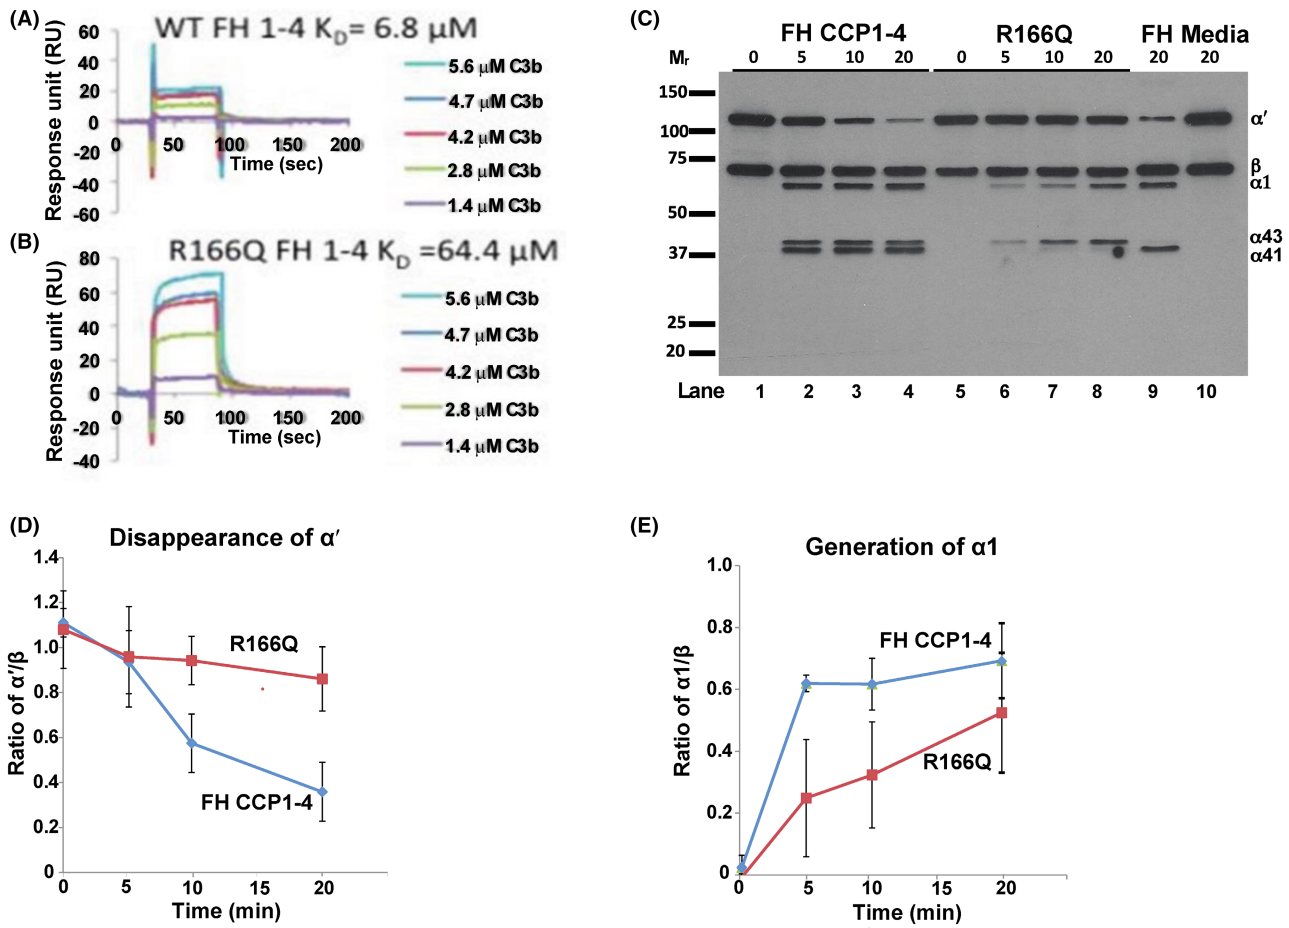 (A)
WT FH 1-4 KD= 6.8 µM
Response unit (RU)
60
40
20
0
-20
-40
-60
50
100
150
200
Time (sec)
5.6 µM C3b
4.7 µM C3b
4.2 µM C3b
2.8 µM C3b
1.4 µM C3b
(B)
R166Q FH 1-4 KD =64.4 µM
Response unit (RU)
80
60
40
20
0
-20
-40
0
50
100
150
200
Time (sec)
5.6 µM C3b
4.7 µM C3b
4.2 µM C3b
2.8 µM C3b
1.4 µM C3b
(C)
FH CCP1-4 R166Q FH Media
Mr 0 5 10 20 0 5 10 20 20 20
150
100
75
50
37
25
20
α′
β
α1
α43
α41
Lane 1 2 3 4 5 6 7 8 9 10
(D)
Disappearance of α′
Ratio of α′/β
1.4
1.2
1.0
0.8
0.6
0.4
0.2
0
R166Q
FH CCP1-4
0 5 10 15 20
Time (min)
(E)
Generation of α1
Ratio of α1/β
1.0
0.8
0.6
0.4
0.2
0
FH CCP1-4
R166Q
0 5 10 15 20
Time (min)